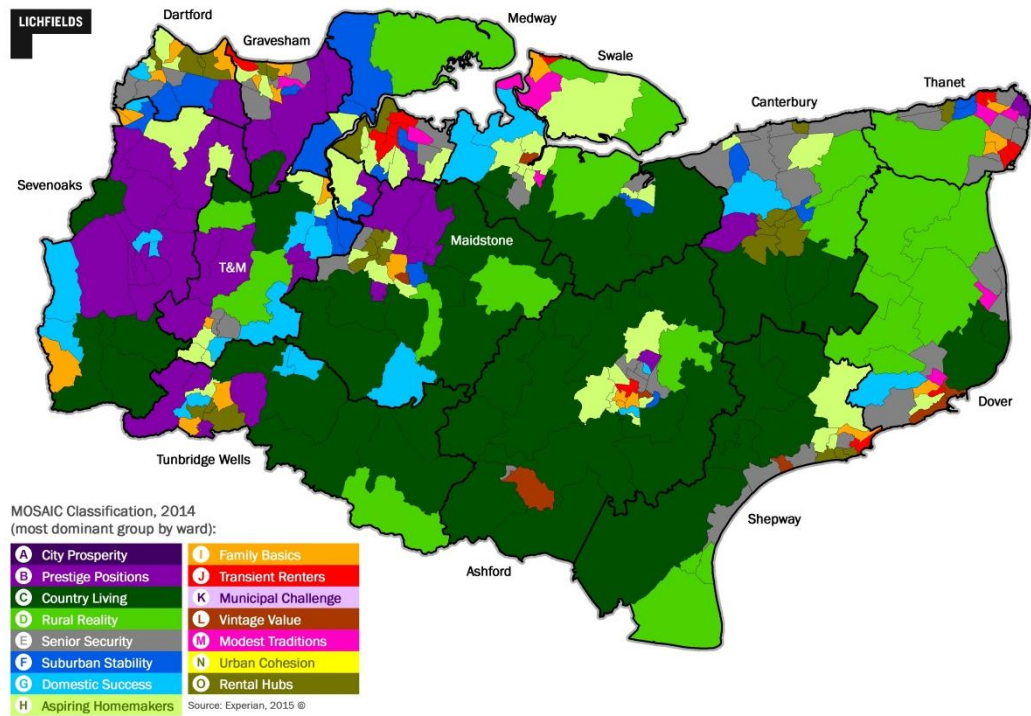 LICHFIELDS
Dartford
Gravesham
Medway
Swale
Thanet
Canterbury
Sevenoaks
T&M
Maidstone
Dover
Tunbridge Wells
Shepway
Ashford
MOSAIC Classification, 2014
(most dominant group by ward):
A City Prosperity
B Prestige Positions
C Country Living
D Rural Reality
E Senior Security
F Suburban Stability
G Domestic Success
H Aspiring Homemakers
I Family Basics
J Transient Renters
K Municipal Challenge
L Vintage Value
M Modest Traditions
N Urban Cohesion
O Rental Hubs
Source: Experian, 2015 ©